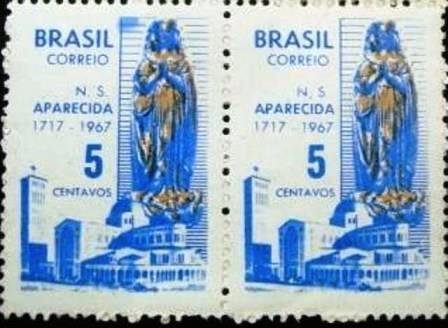 BRASIL
CORREIO
N. S.
APARECIDA
1717 - 1967
5
CENTAVOS
BRASIL
CORREIO
N. S.
APARECIDA
1717 - 1967
5
CENTAVOS